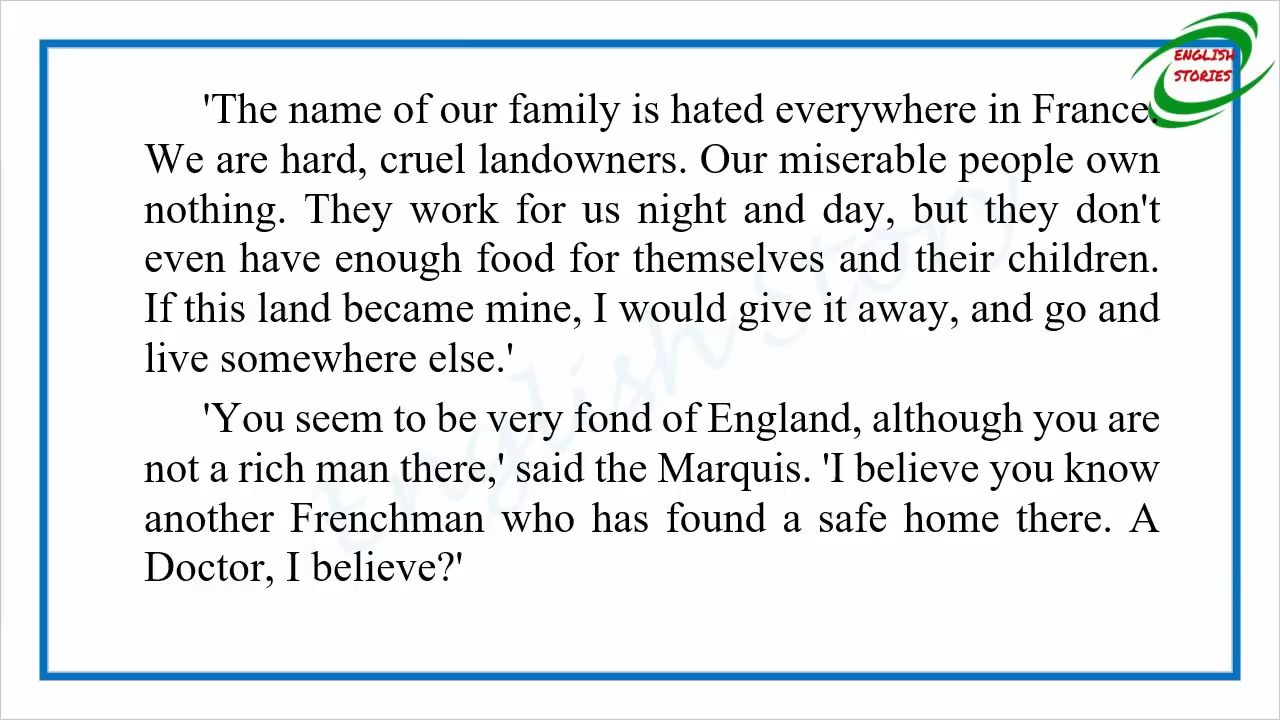 ENGLISH
STORIES
'The name of our family is hated everywhere in France.
We are hard, cruel landowners. Our miserable people own
nothing. They work for us night and day, but they don't
even have enough food for themselves and their children.
If this land became mine, I would give it away, and go and
live somewhere else.'
'You seem to be very fond of England, although you are
not a rich man there,' said the Marquis. 'I believe you know
another Frenchman who has found a safe home there. A
Doctor, I believe?'
English Story